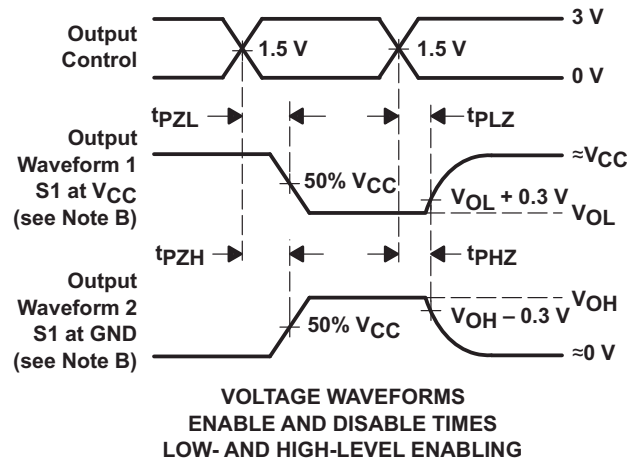 Output
Control
3 V
1.5 V
1.5 V
0 V
tPZL
tPLZ
Output
Waveform 1
S1 at VCC
(see Note B)
≈VCC
50% VCC
VOL + 0.3 V
VOL
tPZH
tPHZ
Output
Waveform 2
S1 at GND
(see Note B)
VOH
50% VCC
VOH – 0.3 V
≈0 V
VOLTAGE WAVEFORMS
ENABLE AND DISABLE TIMES
LOW- AND HIGH-LEVEL ENABLING